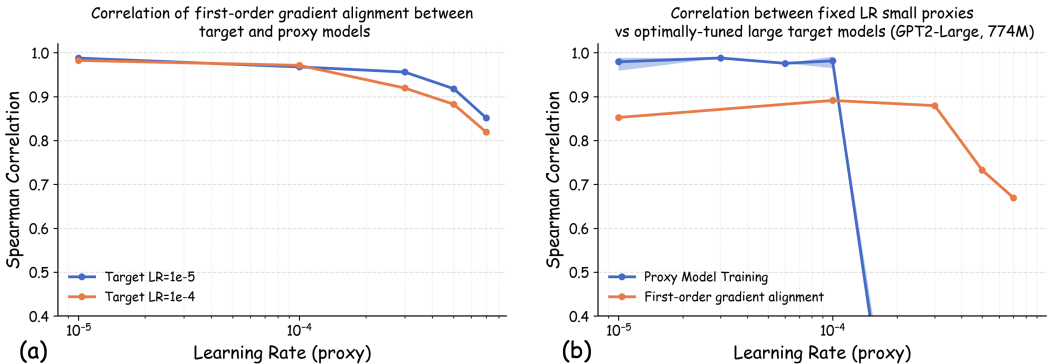 Correlation of first-order gradient alignment between
target and proxy models
Spearman Correlation
1.0
0.9
0.8
0.7
0.6
0.5
0.4
Target LR=1e-5
Target LR=1e-4
10⁻⁵
10⁻⁴
Learning Rate (proxy)
(a)
Correlation between fixed LR small proxies
vs optimally-tuned large target models (GPT2-Large, 774M)
Spearman Correlation
1.0
0.9
0.8
0.7
0.6
0.5
0.4
Proxy Model Training
First-order gradient alignment
10⁻⁵
10⁻⁴
Learning Rate (proxy)
(b)